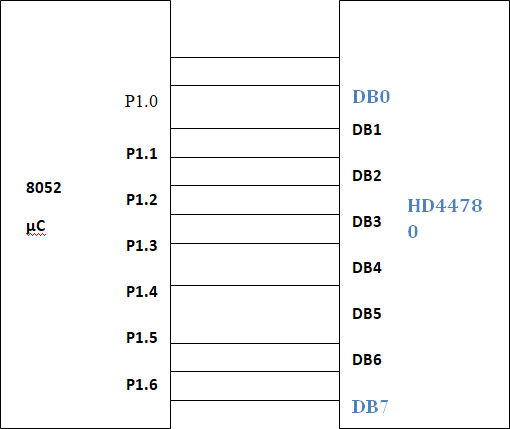 P1.0
P1.1
8052
µC
P1.2
P1.3
P1.4
P1.5
P1.6
DB0
DB1
DB2
DB3
DB4
DB5
DB6
DB7
HD4478
0